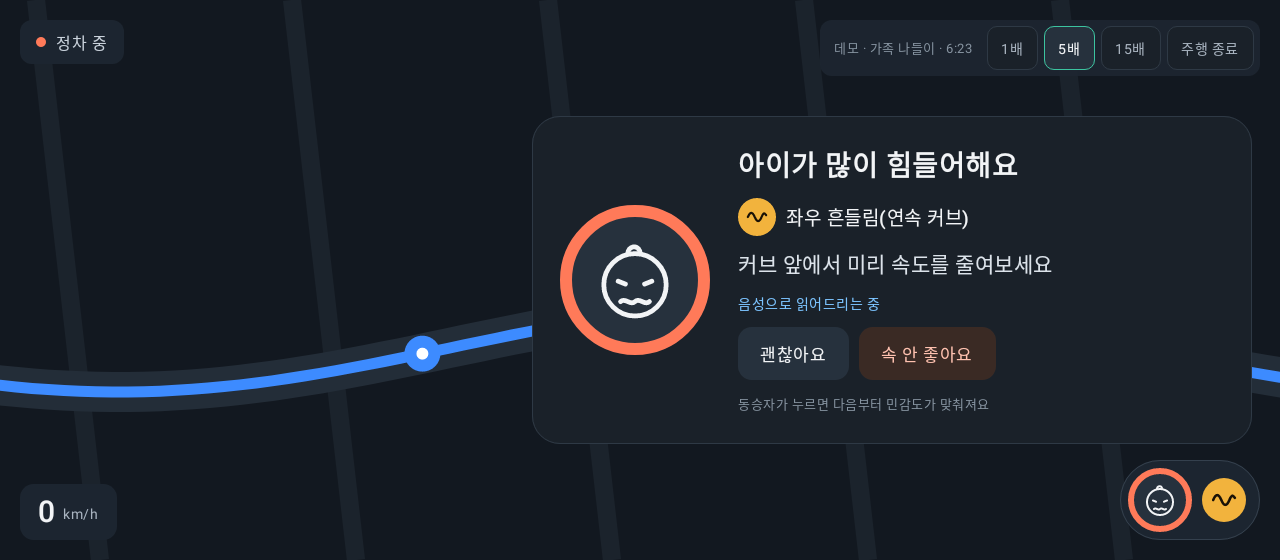 정차 중
데모 · 가족 나들이 · 6:23
1배
5배
15배
주행 종료
아이가 많이 힘들어해요
좌우 흔들림(연속 커브)
커브 앞에서 미리 속도를 줄여보세요
음성으로 읽어드리는 중
괜찮아요
속 안 좋아요
동승자가 누르면 다음부터 민감도가 맞춰져요
0 km/h